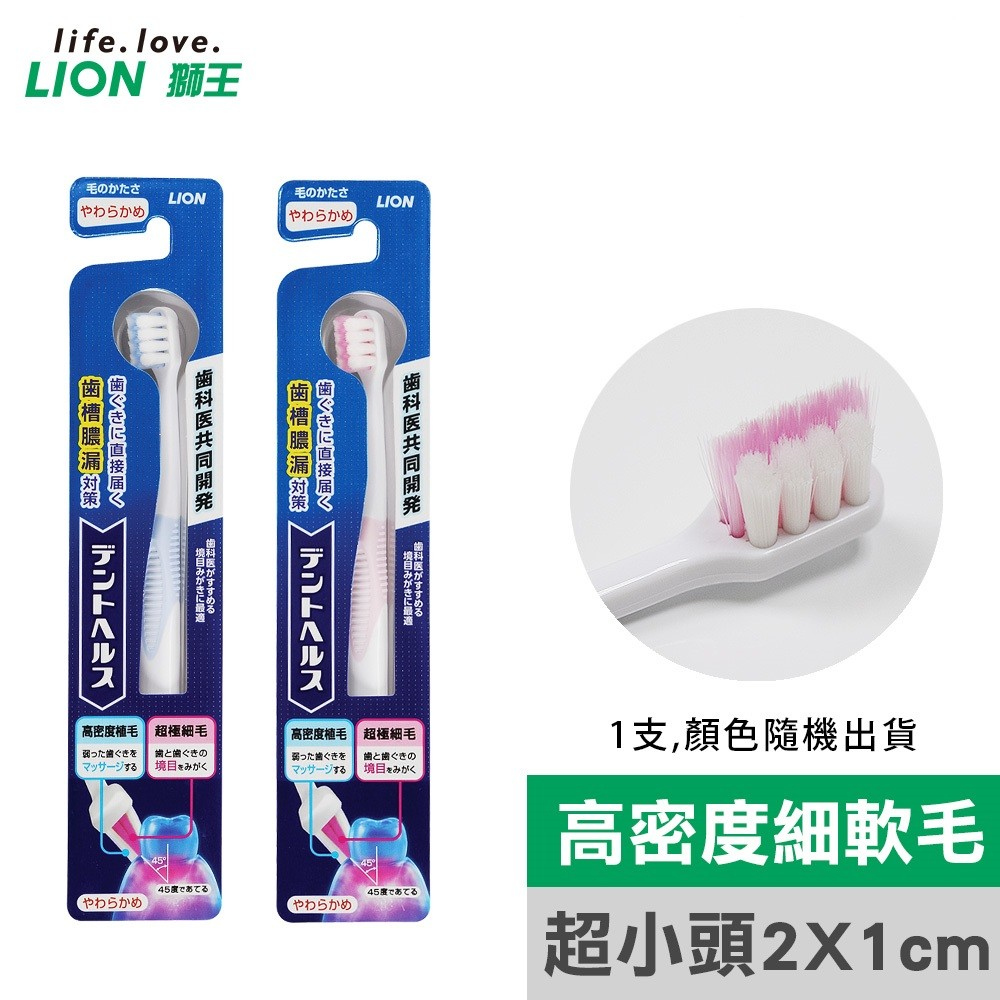 life.love.
LION 獅王
毛のかたさ
やわらかめ
LION
歯科医共同開発
歯ぐきに直接届く
歯槽膿漏対策
歯科医がすすめる
境目みがきに最適
デントヘルス
高密度植毛
弱った歯ぐきを
マッサージする
超極細毛
歯と歯ぐきの
境目をみがく
45°
45度であてる
やわらかめ
毛のかたさ
やわらかめ
LION
歯科医共同開発
歯ぐきに直接届く
歯槽膿漏対策
歯科医がすすめる
境目みがきに最適
デントヘルス
高密度植毛
弱った歯ぐきを
マッサージする
超極細毛
歯と歯ぐきの
境目をみがく
45°
45度であてる
やわらかめ
1支,顏色隨機出貨
高密度細軟毛
超小頭2X1cm